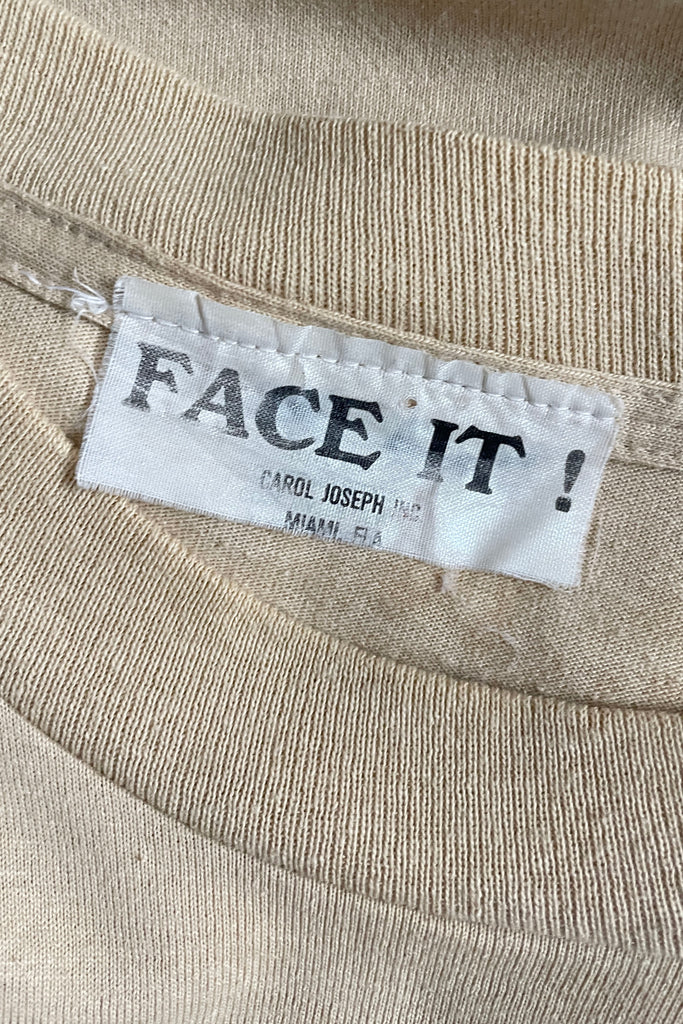 FACE IT !
CAROL JOSEPH INC
MIAMI, FLA